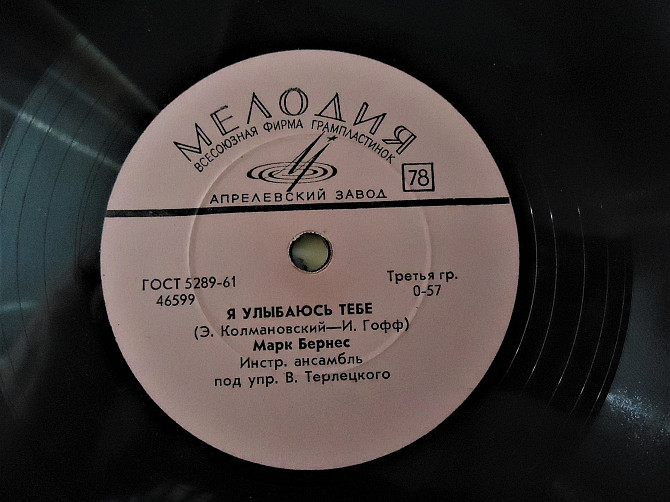 МЕЛОДИЯ
ВСЕСОЮЗНАЯ ФИРМА ГРАМПЛАСТИНОК
78
АПРЕЛЕВСКИЙ ЗАВОД
ГОСТ 5289-61
46599
Третья гр.
0-57
Я УЛЫБАЮСЬ ТЕБЕ
(Э. Колмановский—И. Гофф)
Марк Бернес
Инстр. ансамбль
под упр. В. Терлецкого